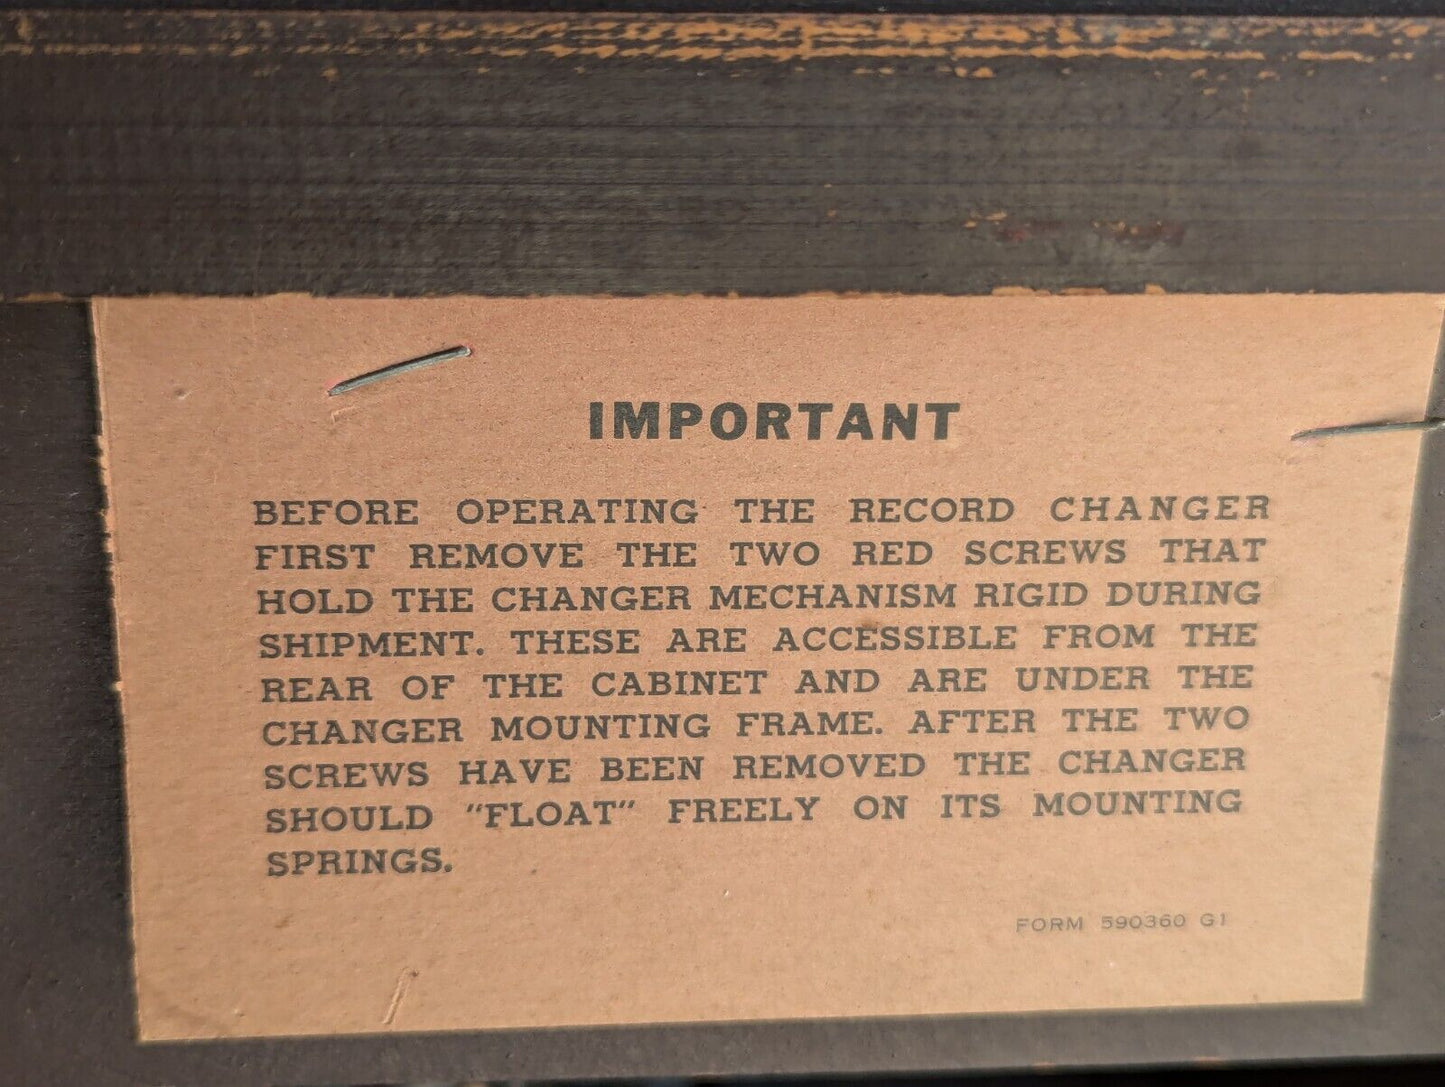 IMPORTANT
BEFORE OPERATING THE RECORD CHANGER
FIRST REMOVE THE TWO RED SCREWS THAT
HOLD THE CHANGER MECHANISM RIGID DURING
SHIPMENT. THESE ARE ACCESSIBLE FROM THE
REAR OF THE CABINET AND ARE UNDER THE
CHANGER MOUNTING FRAME. AFTER THE TWO
SCREWS HAVE BEEN REMOVED THE CHANGER
SHOULD "FLOAT" FREELY ON ITS MOUNTING
SPRINGS.
FORM 590360 G1